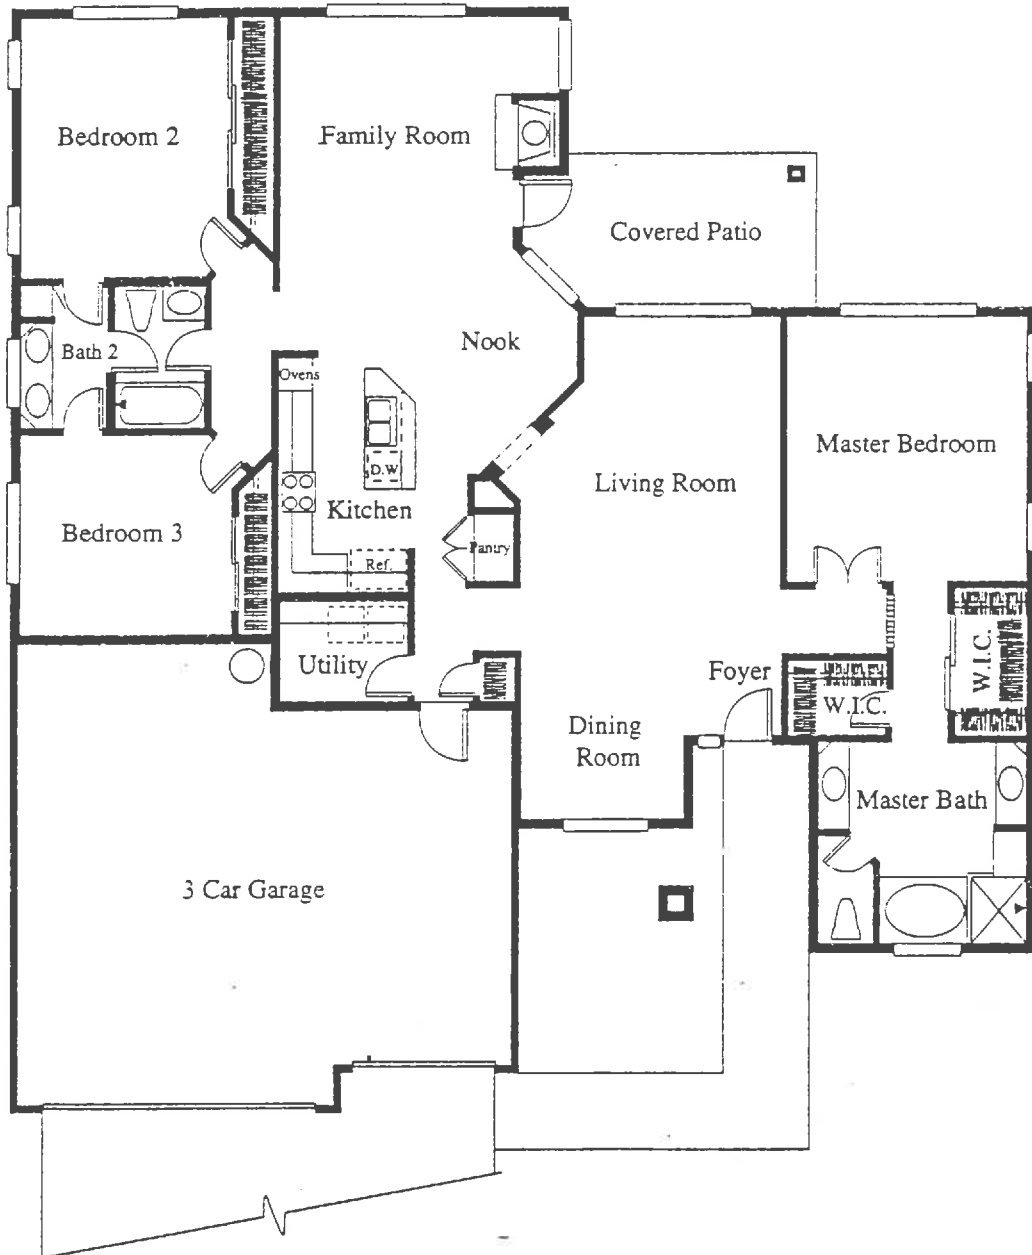 Bedroom 2
Family Room
Covered Patio
Nook
Bath 2
Ovens
Master Bedroom
D.W
Living Room
Kitchen
Bedroom 3
Pantry
Ref.
Utility
Foyer
W.I.C.
W.I.C.
Dining
Room
Master Bath
3 Car Garage